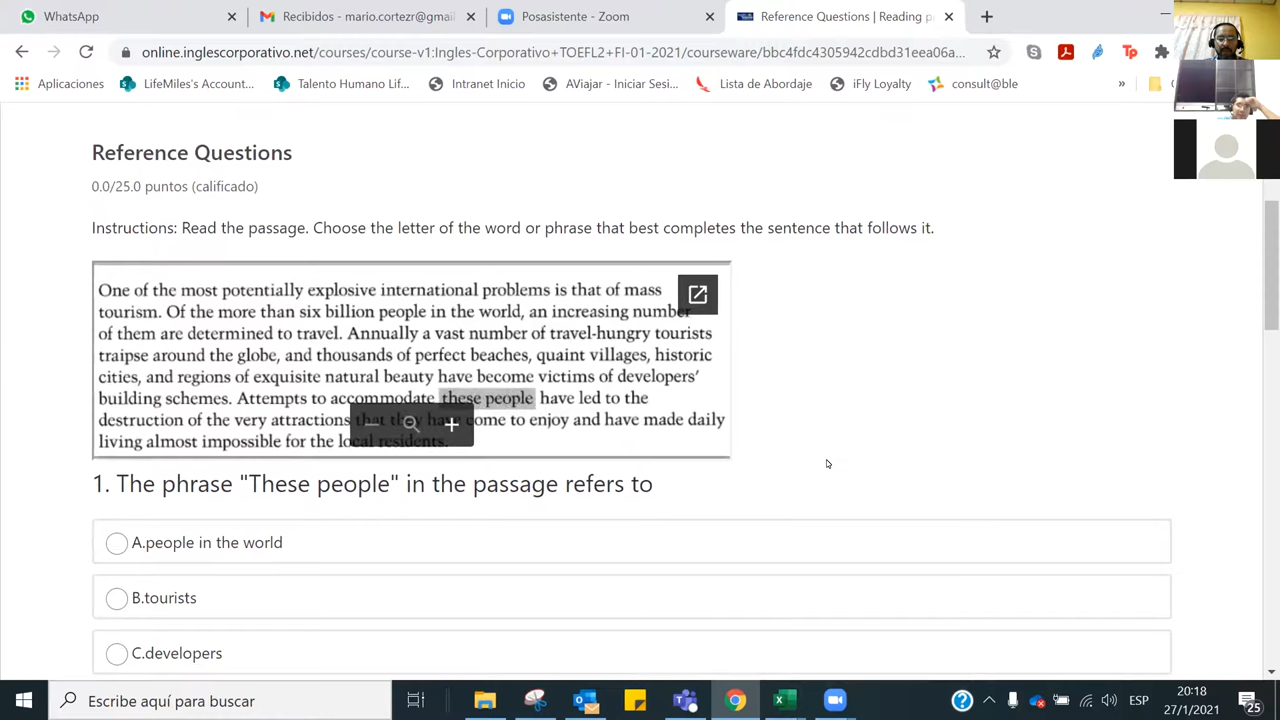 WhatsApp
Recibidos - mario.cortezr@gmail
Posasistente - Zoom
Reference Questions | Reading p
online.inglescorporativo.net/courses/course-v1:Ingles-Corporativo+TOEFL2+FI-01-2021/courseware/bbc4fdc4305942cdbd31eea06a...
Aplicaciones
LifeMiles's Account...
Talento Humano Lif...
Intranet Inicio
AViajar - Iniciar Sesi...
Lista de Abordaje
iFly Loyalty
consult@ble
»
Reference Questions
0.0/25.0 puntos (calificado)
Instructions: Read the passage. Choose the letter of the word or phrase that best completes the sentence that follows it.
One of the most potentially explosive international problems is that of mass
tourism. Of the more than six billion people in the world, an increasing number
of them are determined to travel. Annually a vast number of travel-hungry tourists
traipse around the globe, and thousands of perfect beaches, quaint villages, historic
cities, and regions of exquisite natural beauty have become victims of developers'
building schemes. Attempts to accommodate these people have led to the
destruction of the very attractions that they have come to enjoy and have made daily
living almost impossible for the local residents.
1. The phrase "These people" in the passage refers to
A.people in the world
B.tourists
C.developers
Escribe aquí para buscar
ESP
20:18
27/1/2021
25